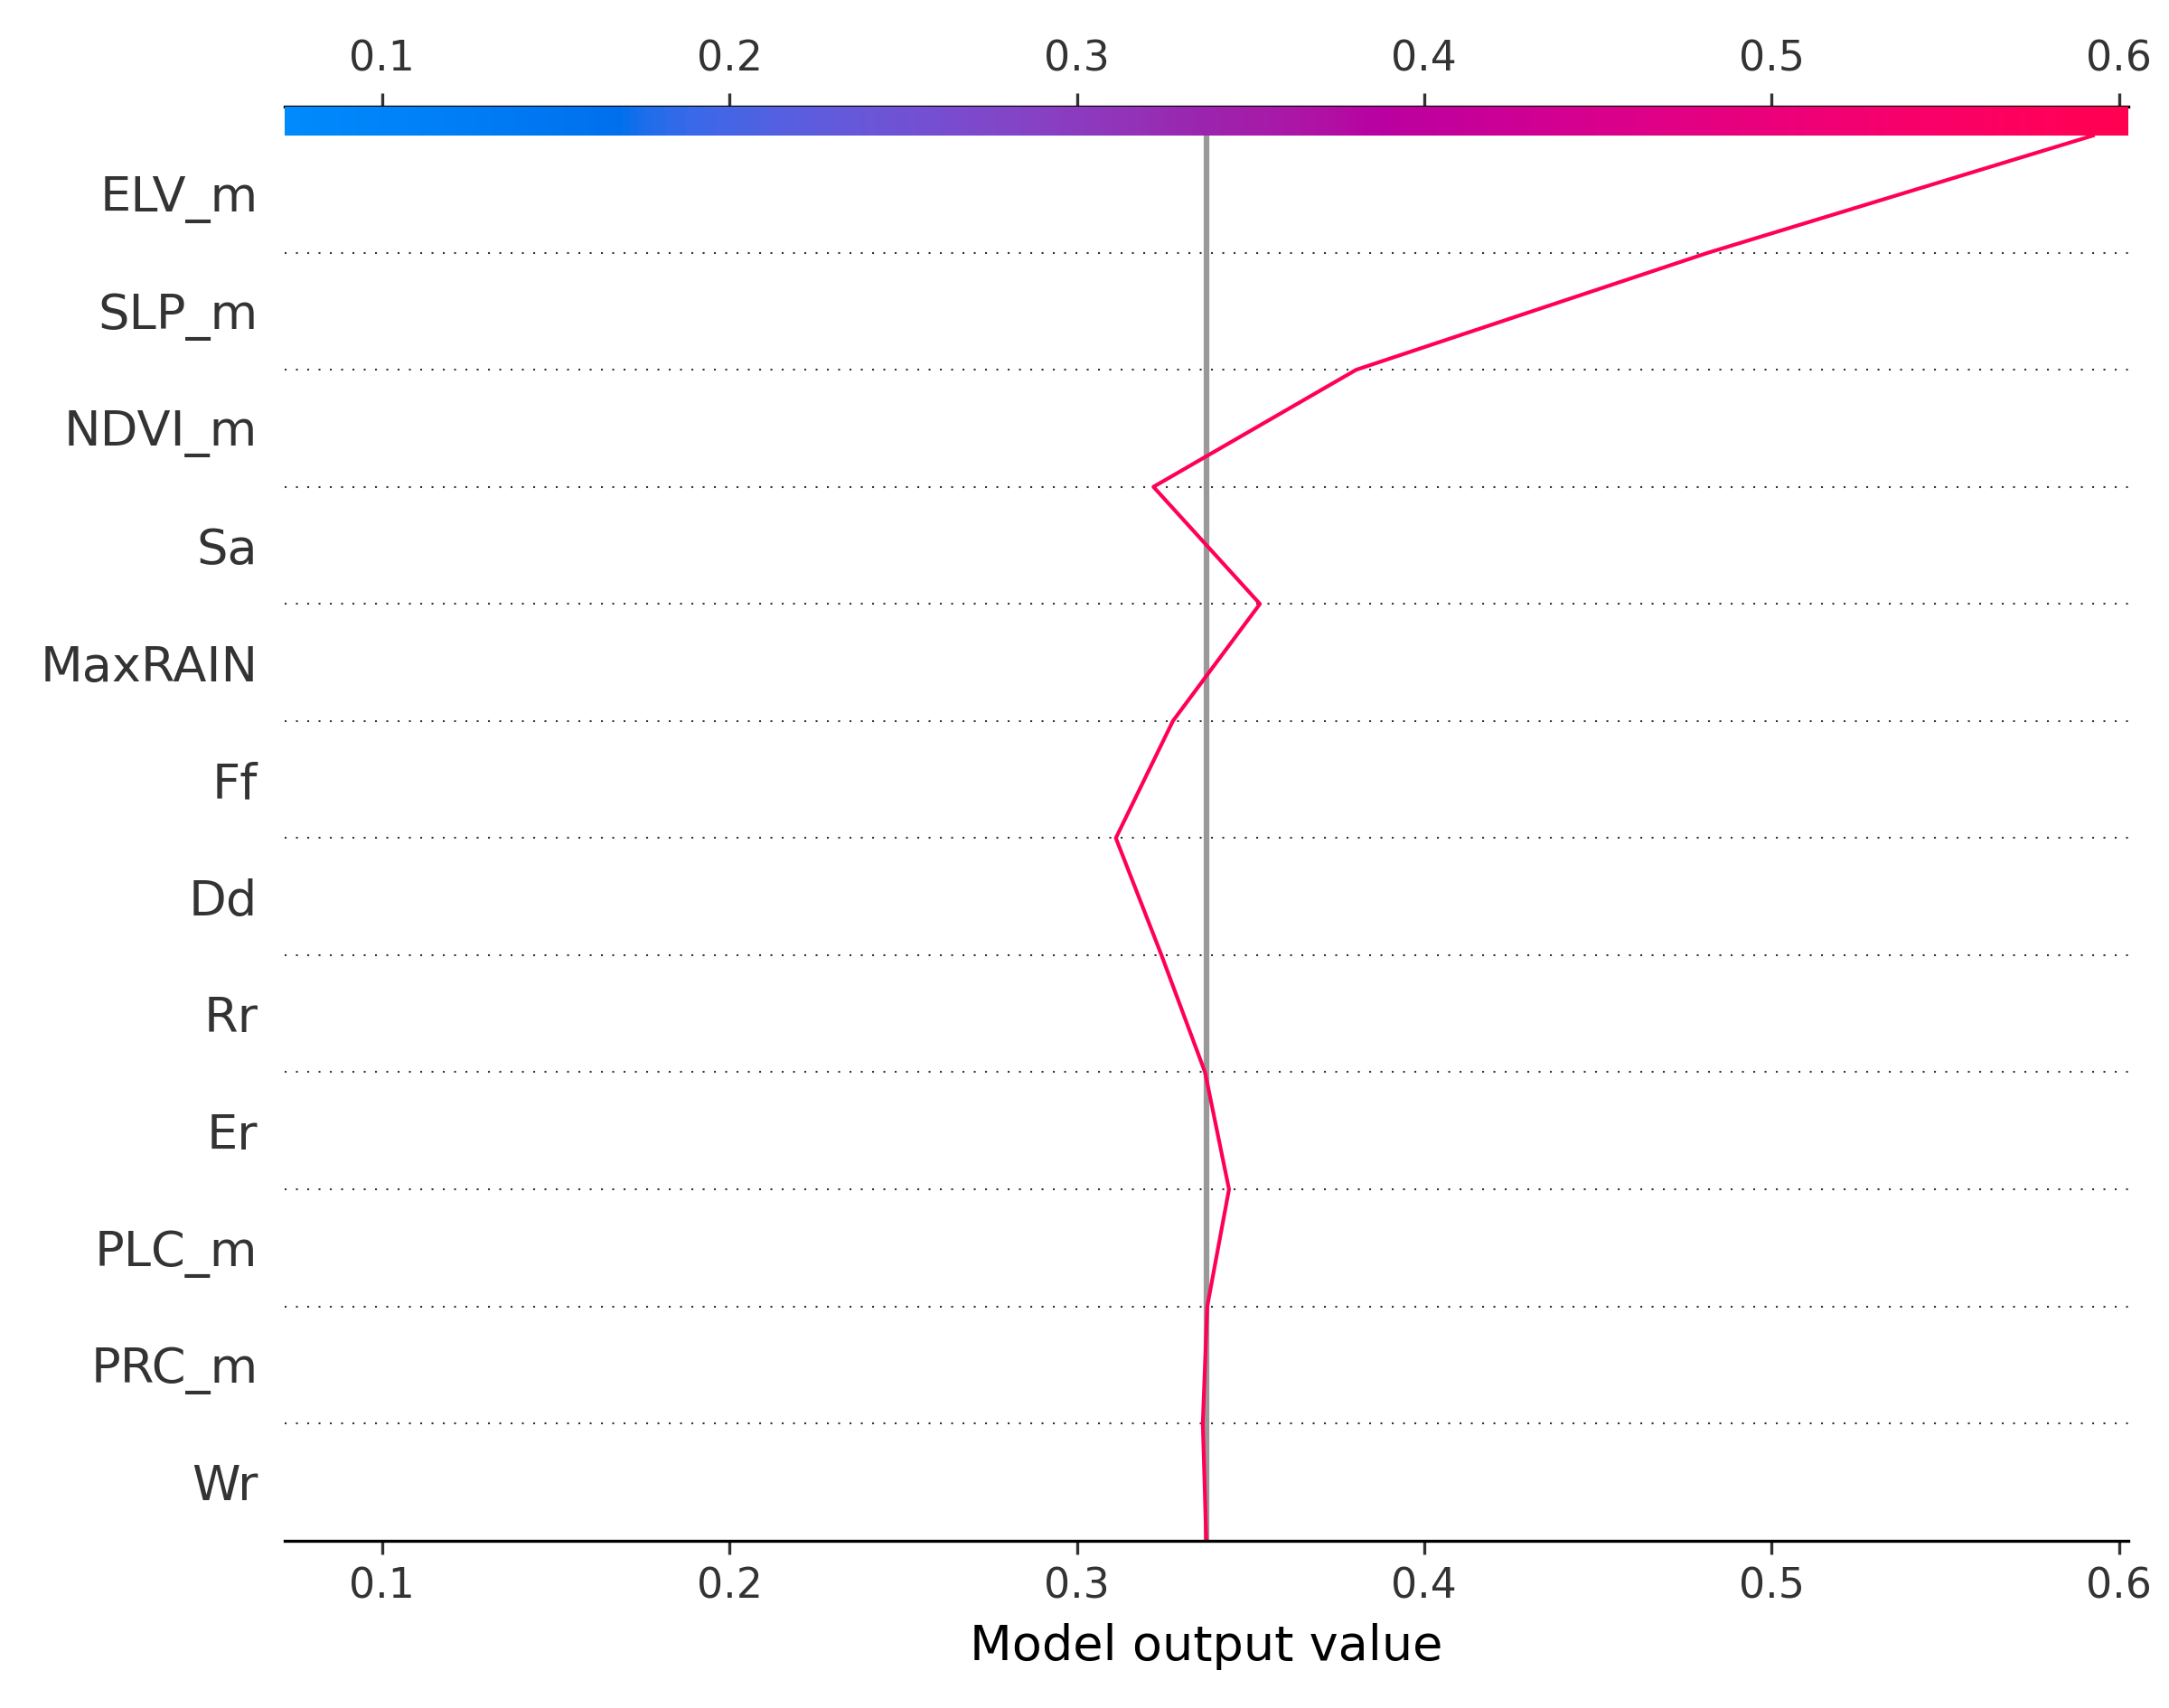 0.1 0.2 0.3 0.4 0.5 0.6
ELV_m
SLP_m
NDVI_m
Sa
MaxRAIN
Ff
Dd
Rr
Er
PLC_m
PRC_m
Wr
0.1 0.2 0.3 0.4 0.5 0.6
Model output value